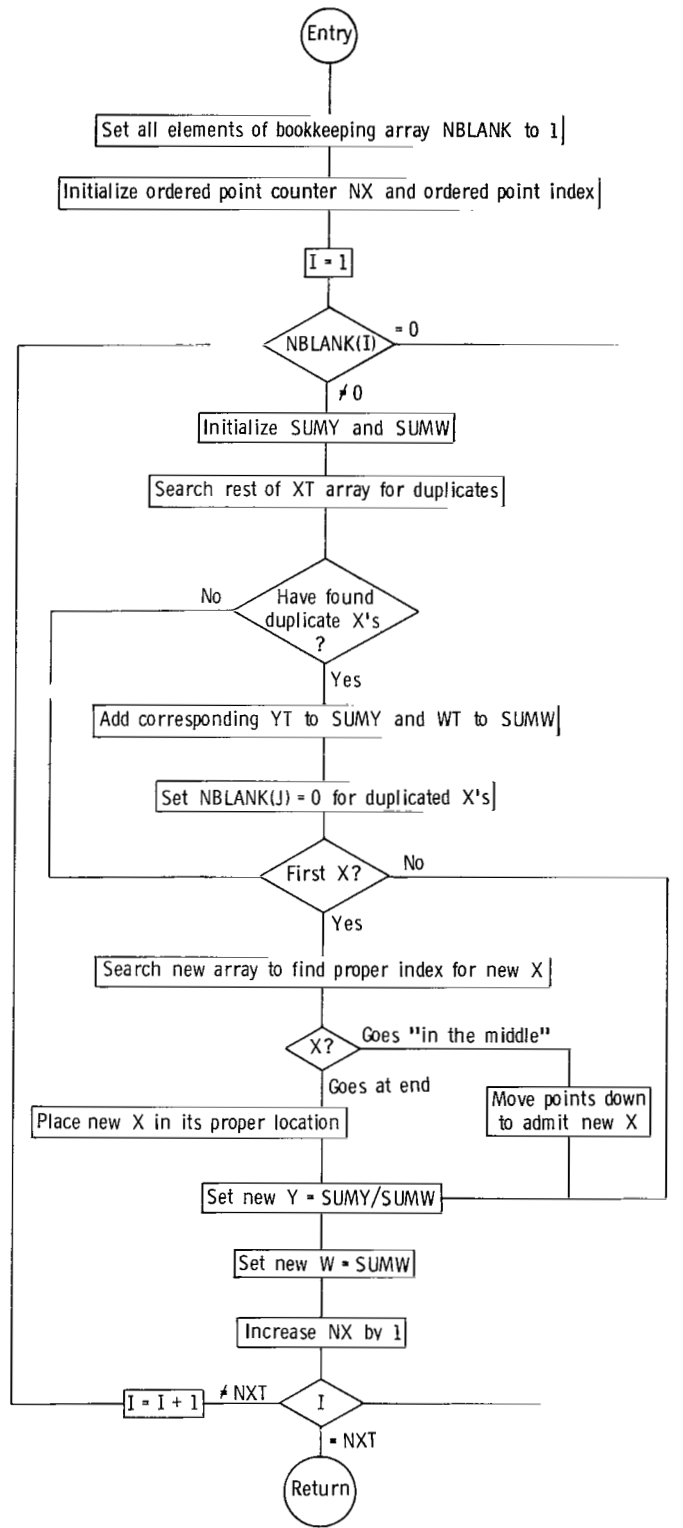 Entry
Set all elements of bookkeeping array NBLANK to 1
Initialize ordered point counter NX and ordered point index
I = 1
NBLANK(I)
= 0
≠ 0
Initialize SUMY and SUMW
Search rest of XT array for duplicates
No
Have found
duplicate X's
?
Yes
Add corresponding YT to SUMY and WT to SUMW
Set NBLANK(J) = 0 for duplicated X's
First X?
No
Yes
Search new array to find proper index for new X
X?
Goes "in the middle"
Goes at end
Move points down
to admit new X
Place new X in its proper location
Set new Y = SUMY/SUMW
Set new W = SUMW
Increase NX by 1
I = I + 1
≠ NXT
I
= NXT
Return